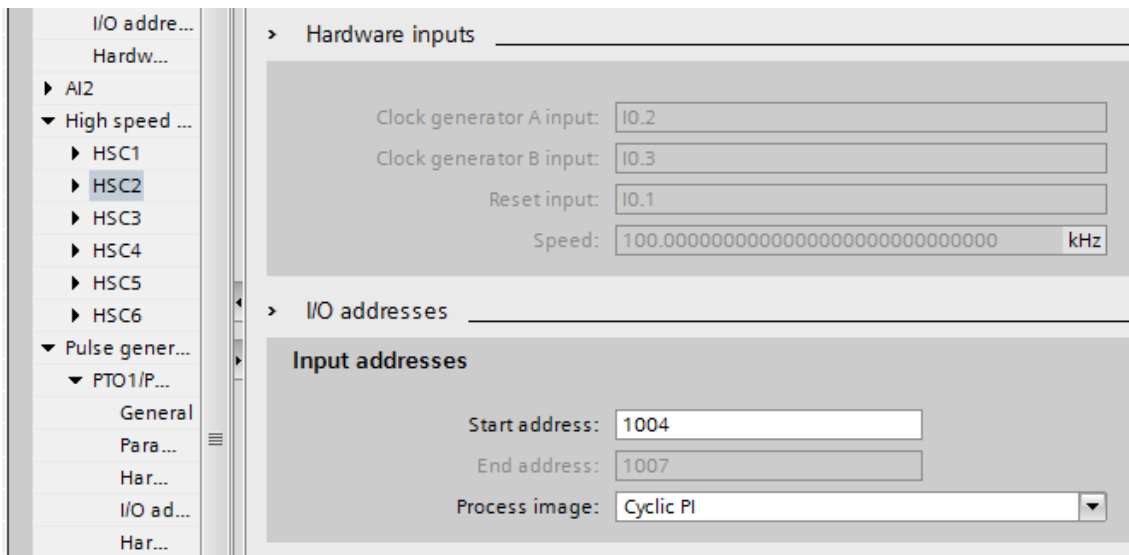 I/O addre...
Hardw...
AI2
High speed ...
HSC1
HSC2
HSC3
HSC4
HSC5
HSC6
Pulse gener...
PTO1/P...
General
Para...
Har...
I/O ad...
Har...
Hardware inputs
Clock generator A input: I0.2
Clock generator B input: I0.3
Reset input: I0.1
Speed: 100.0000000000000000000000000000 kHz
I/O addresses
Input addresses
Start address: 1004
End address: 1007
Process image: Cyclic PI